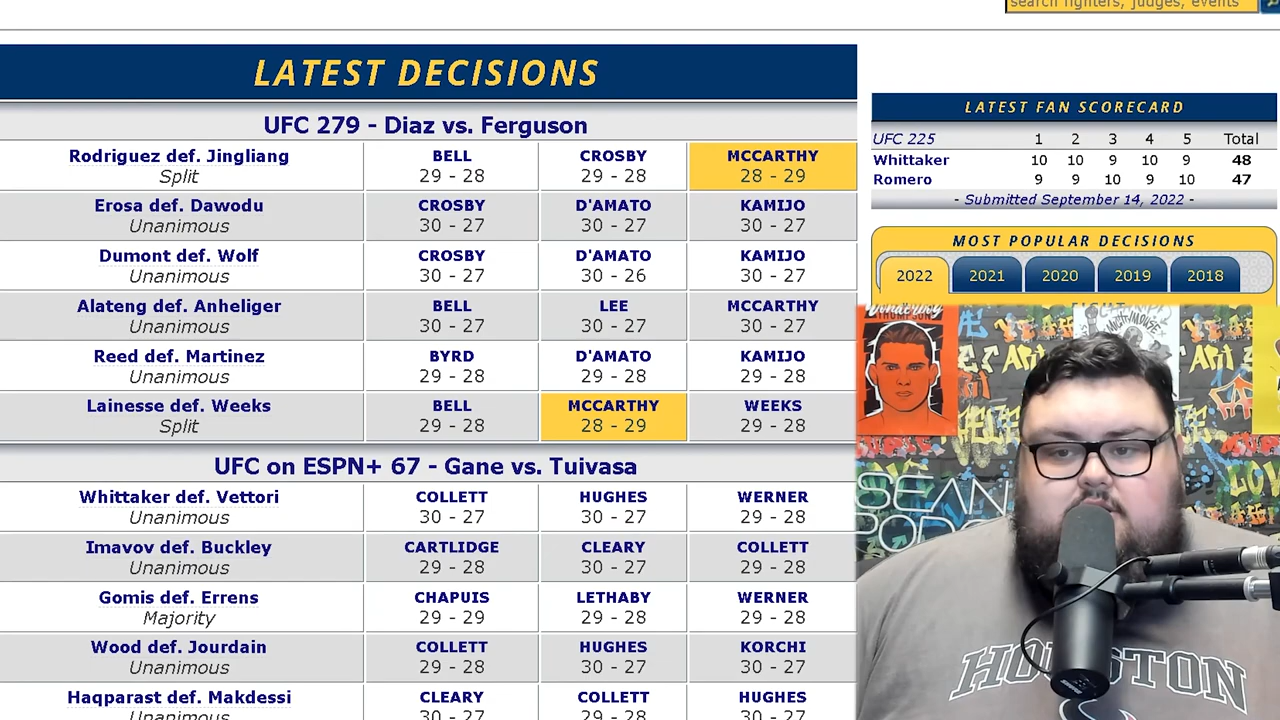 search fighters, judges, events
LATEST DECISIONS
UFC 279 - Diaz vs. Ferguson
Rodriguez def. Jingliang BELL CROSBY MCCARTHY
Split 29 - 28 29 - 28 28 - 29
Erosa def. Dawodu CROSBY D'AMATO KAMIJO
Unanimous 30 - 27 30 - 27 30 - 27
Dumont def. Wolf CROSBY D'AMATO KAMIJO
Unanimous 30 - 27 30 - 26 30 - 27
Alateng def. Anheliger BELL LEE MCCARTHY
Unanimous 30 - 27 30 - 27 30 - 27
Reed def. Martinez BYRD D'AMATO KAMIJO
Unanimous 29 - 28 29 - 28 29 - 28
Lainesse def. Weeks BELL MCCARTHY WEEKS
Split 29 - 28 28 - 29 29 - 28
UFC on ESPN+ 67 - Gane vs. Tuivasa
Whittaker def. Vettori COLLETT HUGHES WERNER
Unanimous 30 - 27 30 - 27 29 - 28
Imavov def. Buckley CARTLIDGE CLEARY COLLETT
Unanimous 29 - 28 30 - 27 29 - 28
Gomis def. Errens CHAPUIS LETHABY WERNER
Majority 29 - 29 29 - 28 29 - 28
Wood def. Jourdain COLLETT HUGHES KORCHI
Unanimous 29 - 28 30 - 27 30 - 27
Haqparast def. Makdessi CLEARY COLLETT HUGHES
Unanimous 30 - 27 29 - 28 30 - 27
LATEST FAN SCORECARD
UFC 225 1 2 3 4 5 Total
Whittaker 10 10 9 10 9 48
Romero 9 9 10 9 10 47
- Submitted September 14, 2022 -
MOST POPULAR DECISIONS
2022 2021 2020 2019 2018
THOMPSON
SEAN
HOUSTON